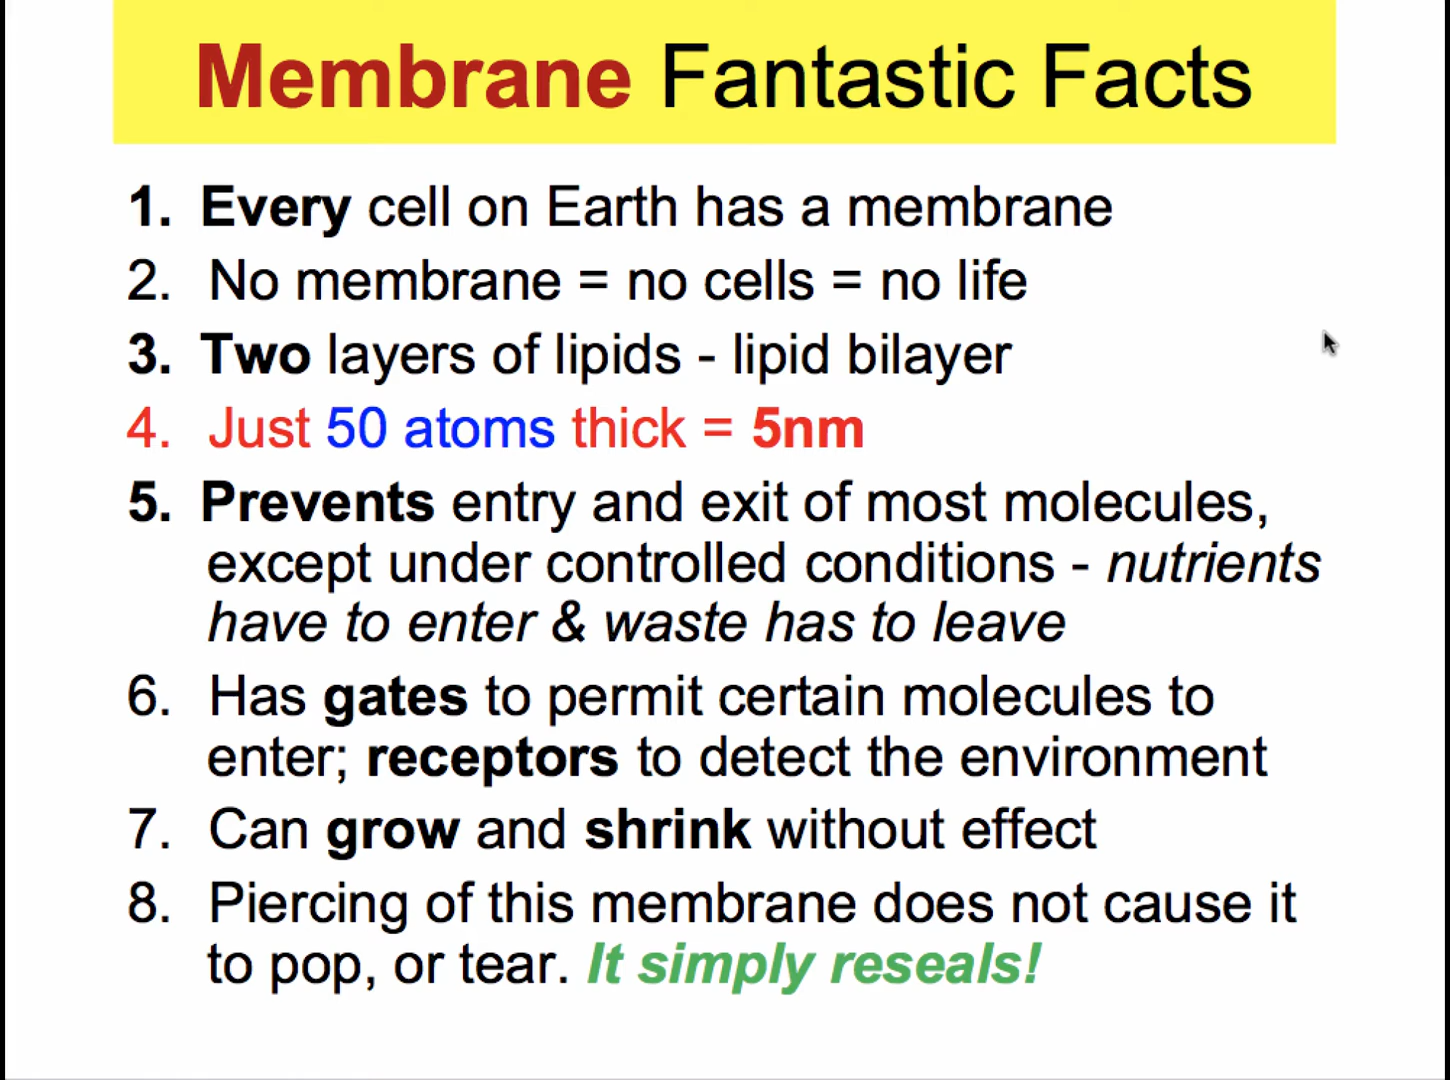 Membrane Fantastic Facts
1. Every cell on Earth has a membrane
2. No membrane = no cells = no life
3. Two layers of lipids - lipid bilayer
4. Just 50 atoms thick = 5nm
5. Prevents entry and exit of most molecules,
except under controlled conditions - nutrients
have to enter & waste has to leave
6. Has gates to permit certain molecules to
enter; receptors to detect the environment
7. Can grow and shrink without effect
8. Piercing of this membrane does not cause it
to pop, or tear. It simply reseals!